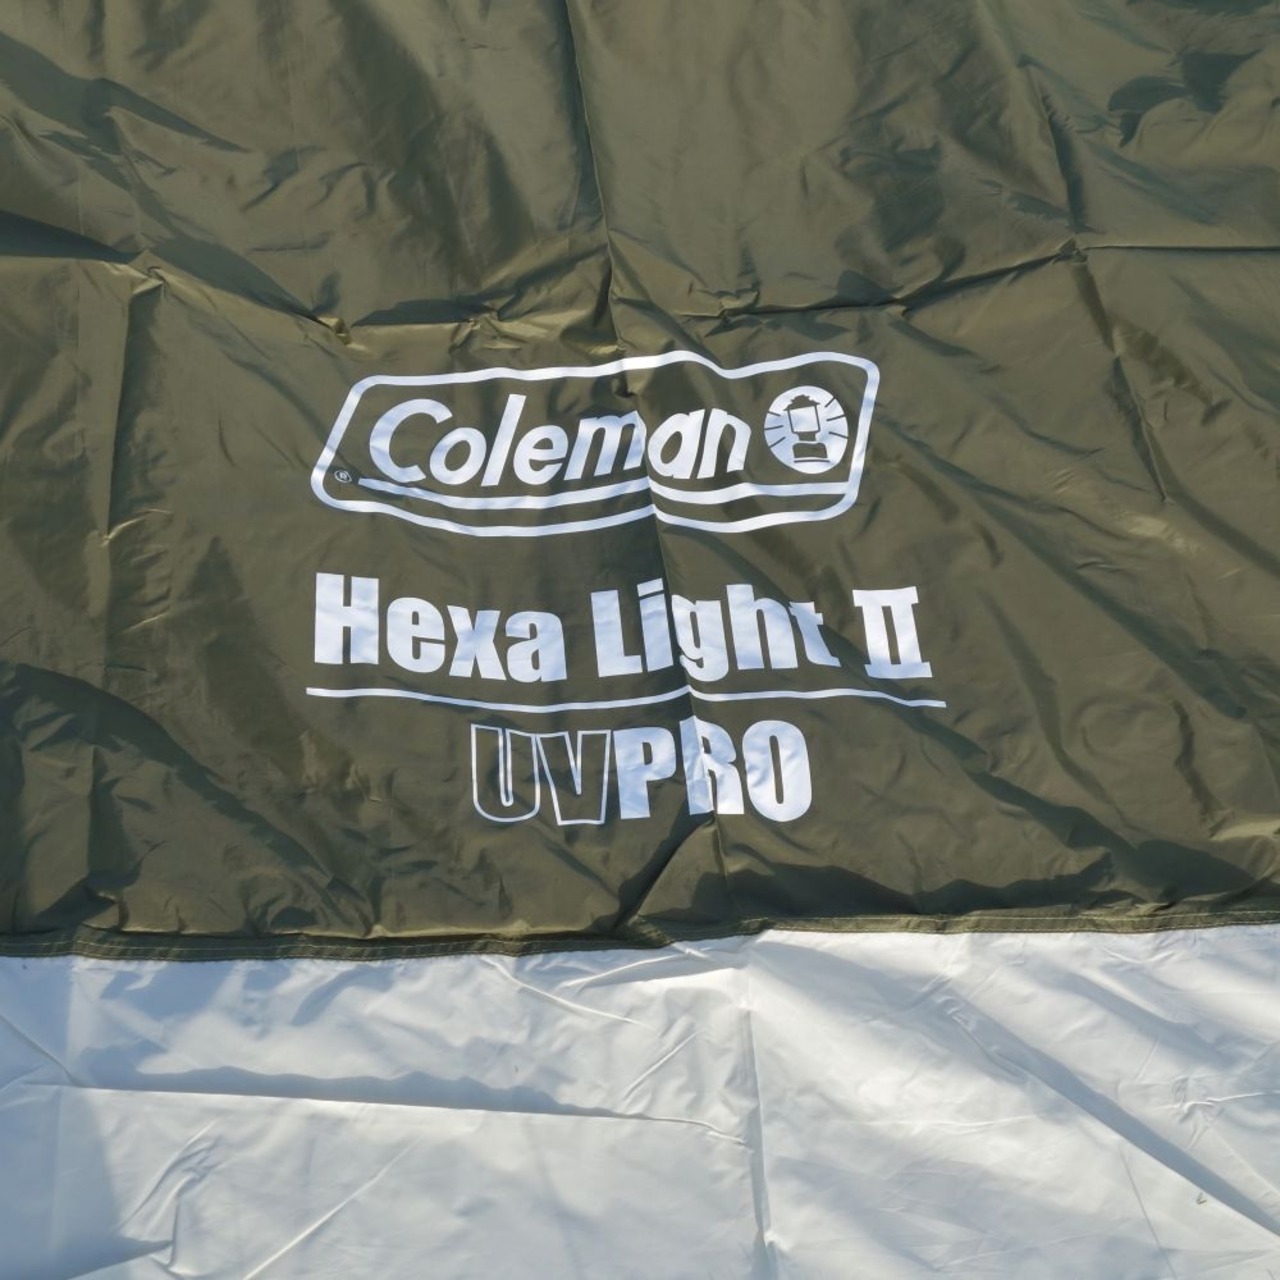 Coleman
®
Hexa Light II
UVPRO